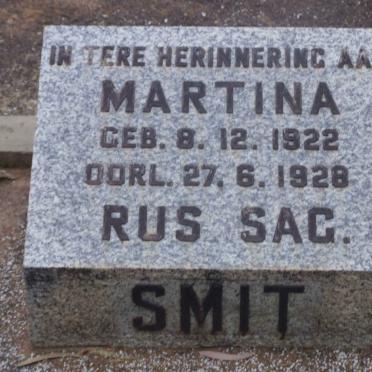 IN TERE HERINNERING AA
MARTINA
GEB. 8. 12. 1922
OORL. 27. 6. 1928
RUS SAG.
SMIT